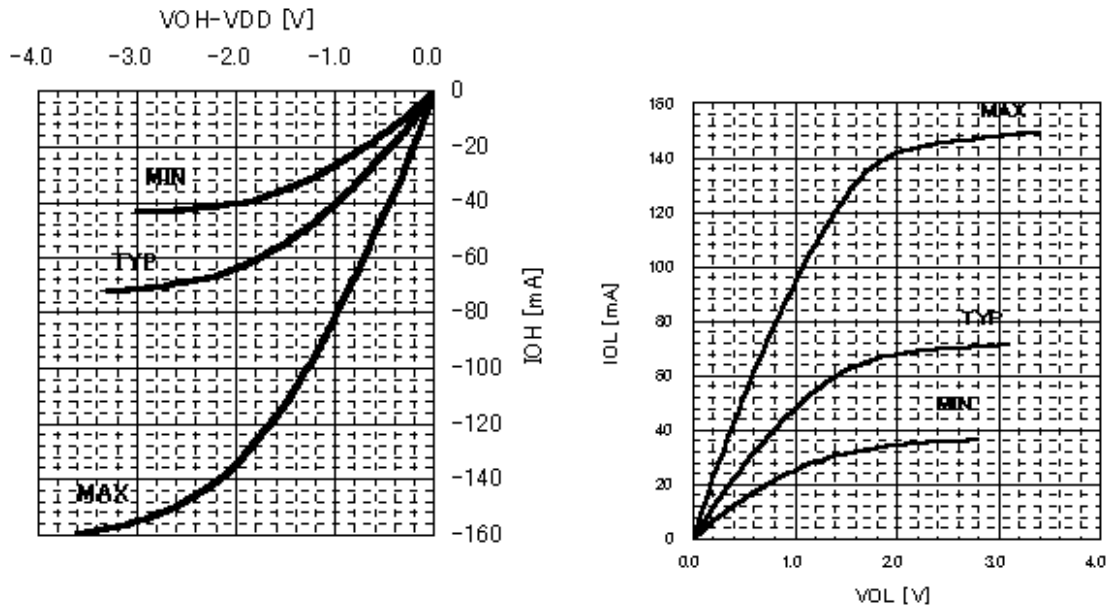 VOH-VDD [V]
-4.0 -3.0 -2.0 -1.0 0.0
0
-20
-40
-60
-80
-100
-120
-140
-160
IOH [mA]
MIN
TYP
MAX
160
140
120
100
80
60
40
20
0
IOL [mA]
MAX
TYP
MIN
0.0 1.0 2.0 3.0 4.0
VOL [V]